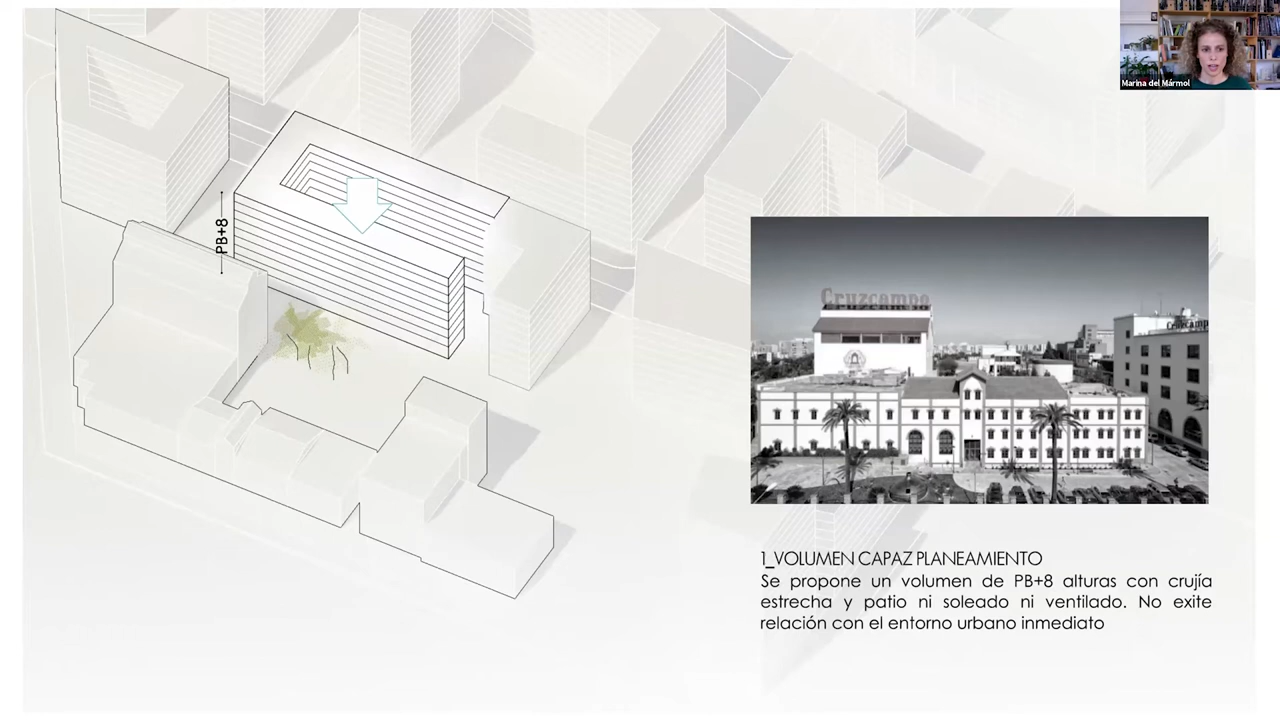 Marina del Mármol
PB+8
Cruzcampo
Cruzcampo
1_VOLUMEN CAPAZ PLANEAMIENTO
Se propone un volumen de PB+8 alturas con crujía
estrecha y patio ni soleado ni ventilado. No exite
relación con el entorno urbano inmediato